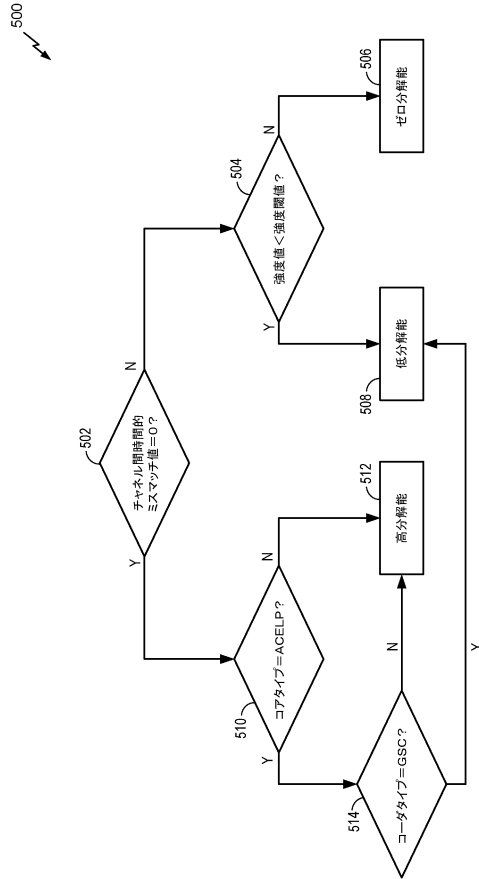 500
502
チャネル間時間的
ミスマッチ値=0?
Y
N
510
コアタイプ=ACELP?
Y
N
504
強度値<強度閾値?
Y
N
514
コーダタイプ=GSC?
N
Y
512
高分解能
508
低分解能
506
ゼロ分解能